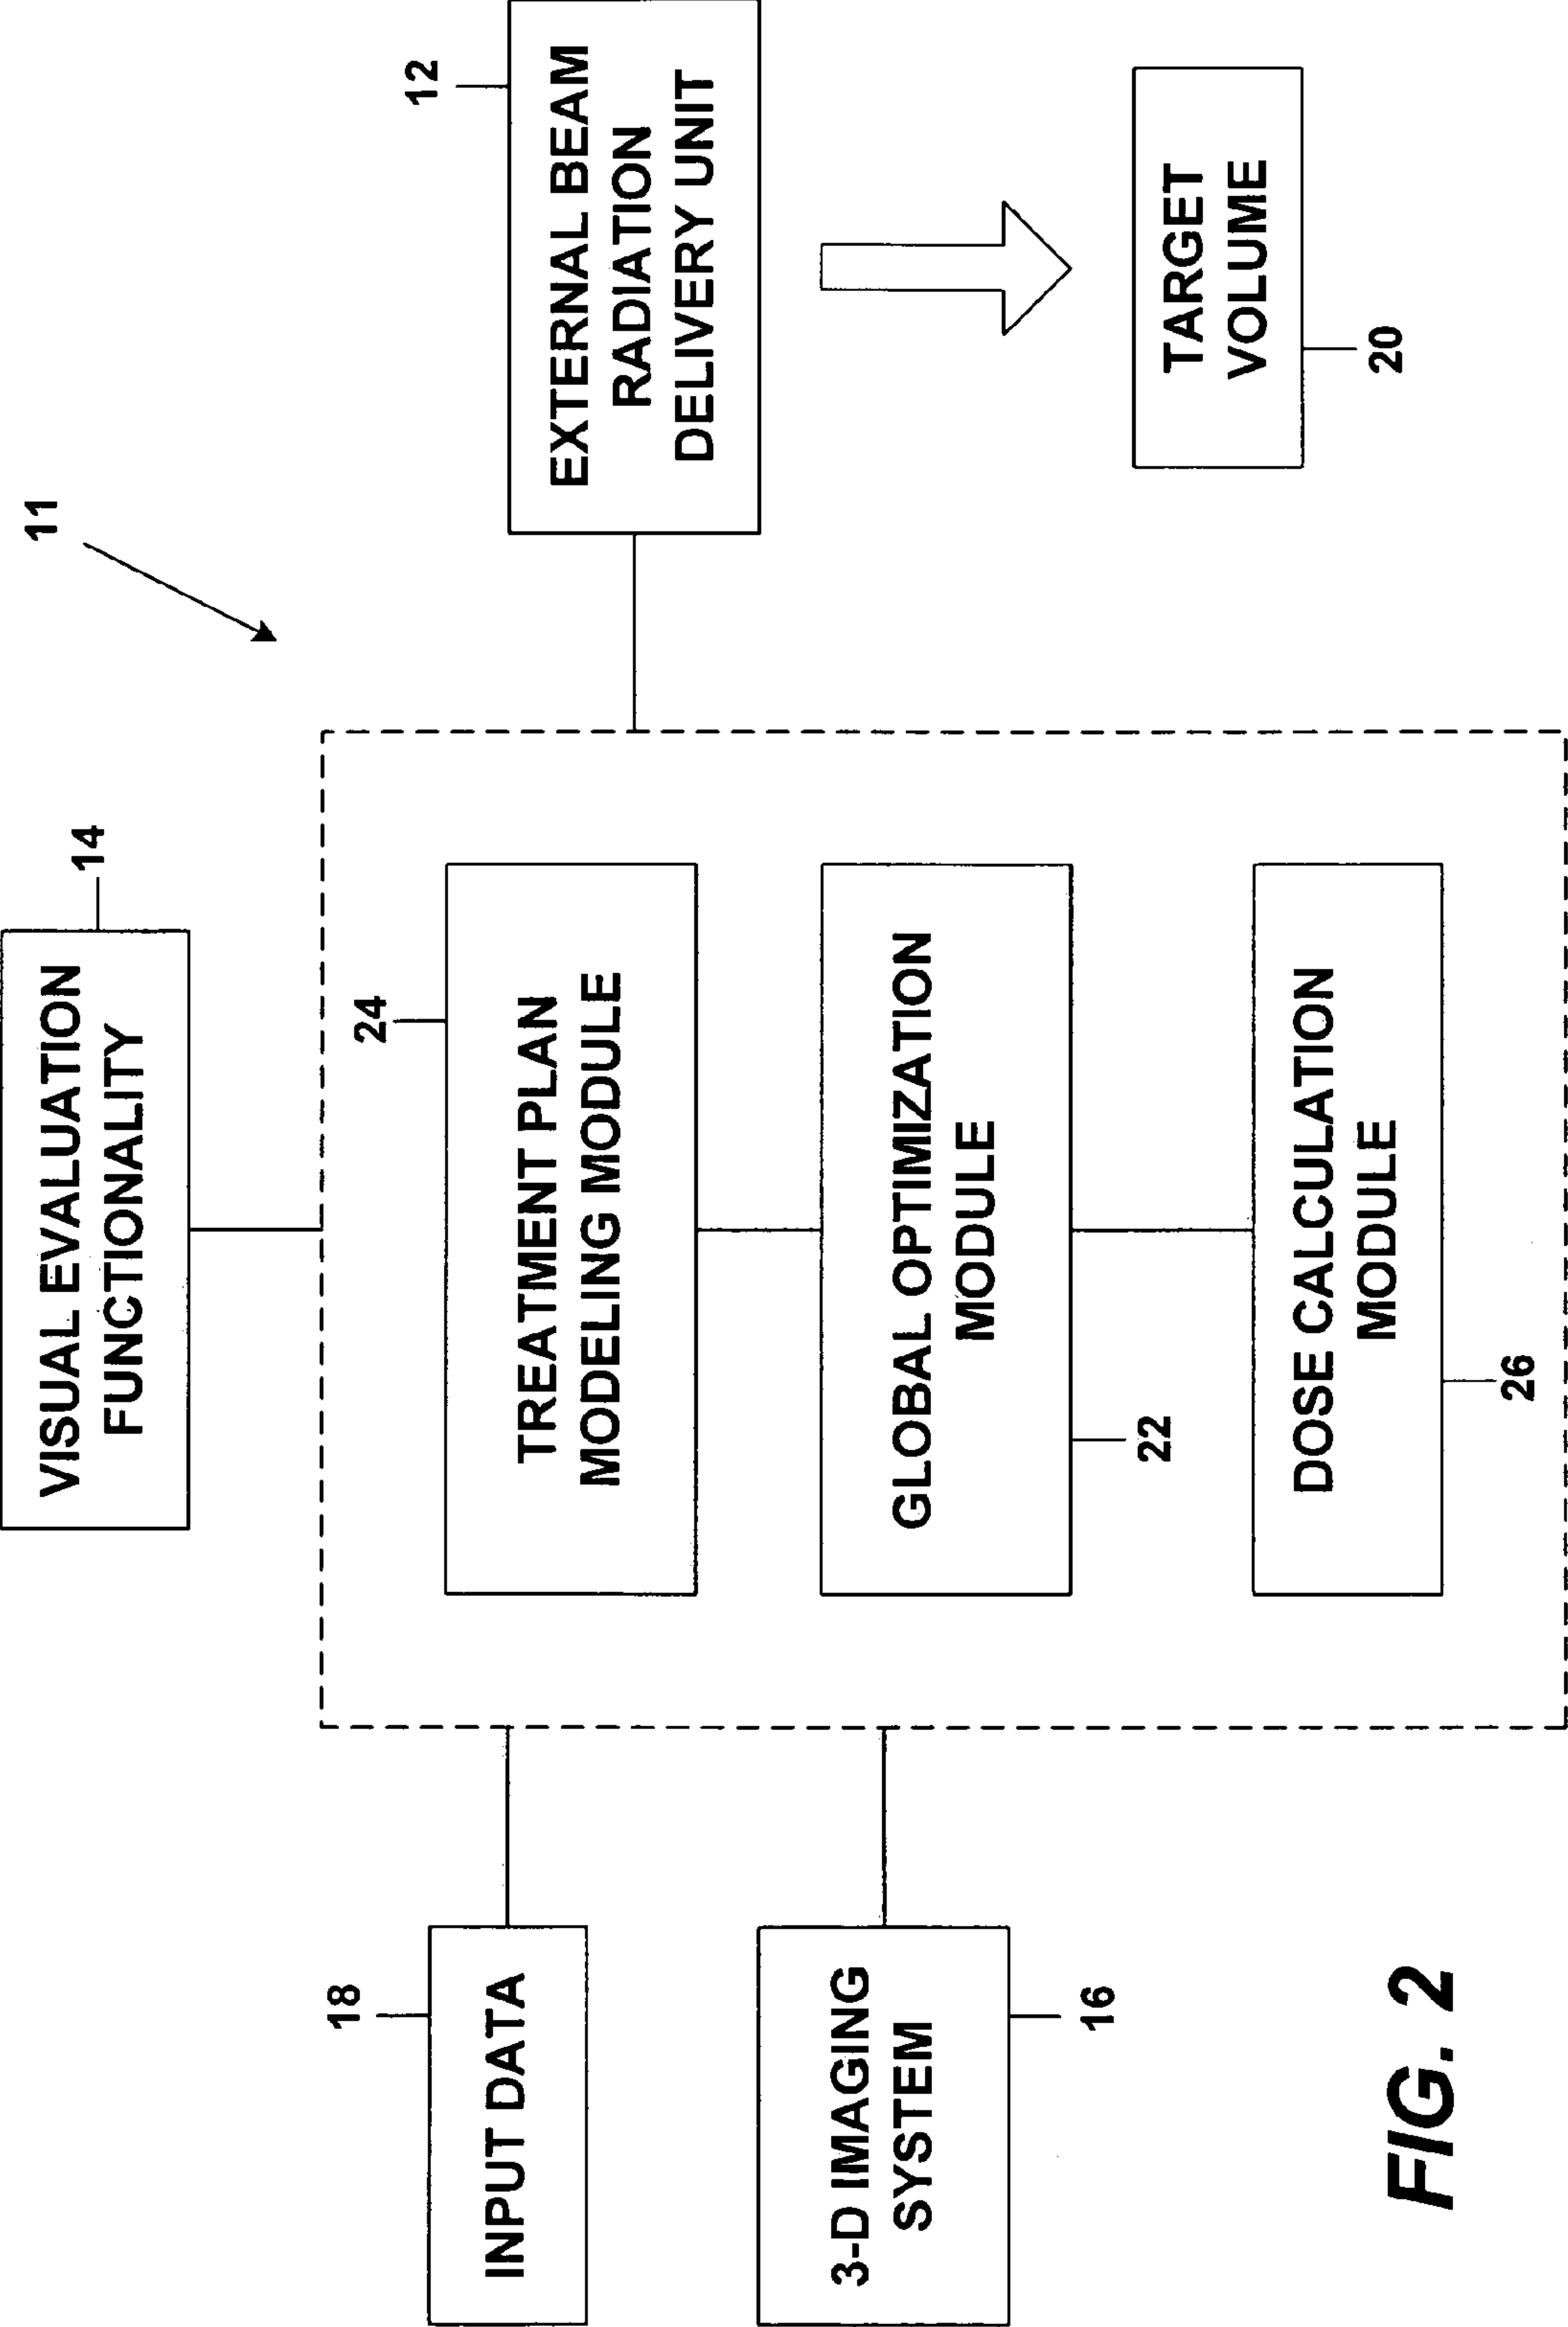 11
VISUAL EVALUATION
FUNCTIONALITY
14
18
INPUT DATA
3-D IMAGING
SYSTEM
16
24
TREATMENT PLAN
MODELING MODULE
GLOBAL OPTIMIZATION
MODULE
22
DOSE CALCULATION
MODULE
26
12
EXTERNAL BEAM
RADIATION
DELIVERY UNIT
TARGET
VOLUME
20
FIG. 2